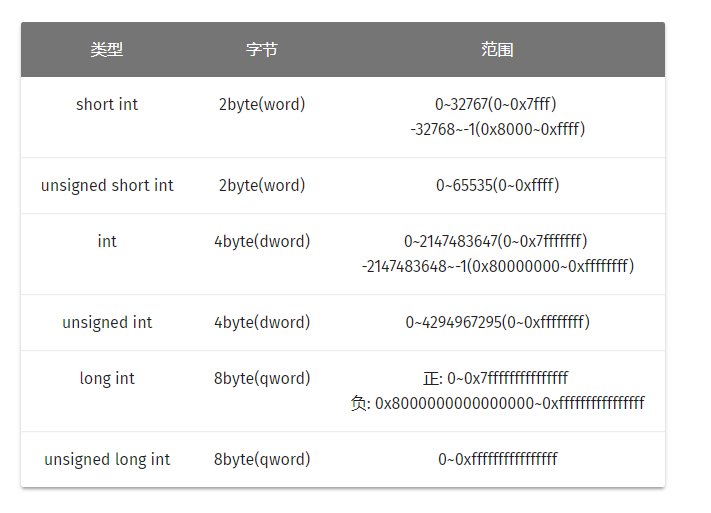 类型 字节 范围
short int 2byte(word) 0~32767(0~0x7fff)
-32768~-1(0x8000~0xffff)
unsigned short int 2byte(word) 0~65535(0~0xffff)
int 4byte(dword) 0~2147483647(0~0x7fffffff)
-2147483648~-1(0x80000000~0xffffffff)
unsigned int 4byte(dword) 0~4294967295(0~0xffffffff)
long int 8byte(qword) 正: 0~0x7fffffffffffffff
负: 0x8000000000000000~0xffffffffffffffff
unsigned long int 8byte(qword) 0~0xffffffffffffffff